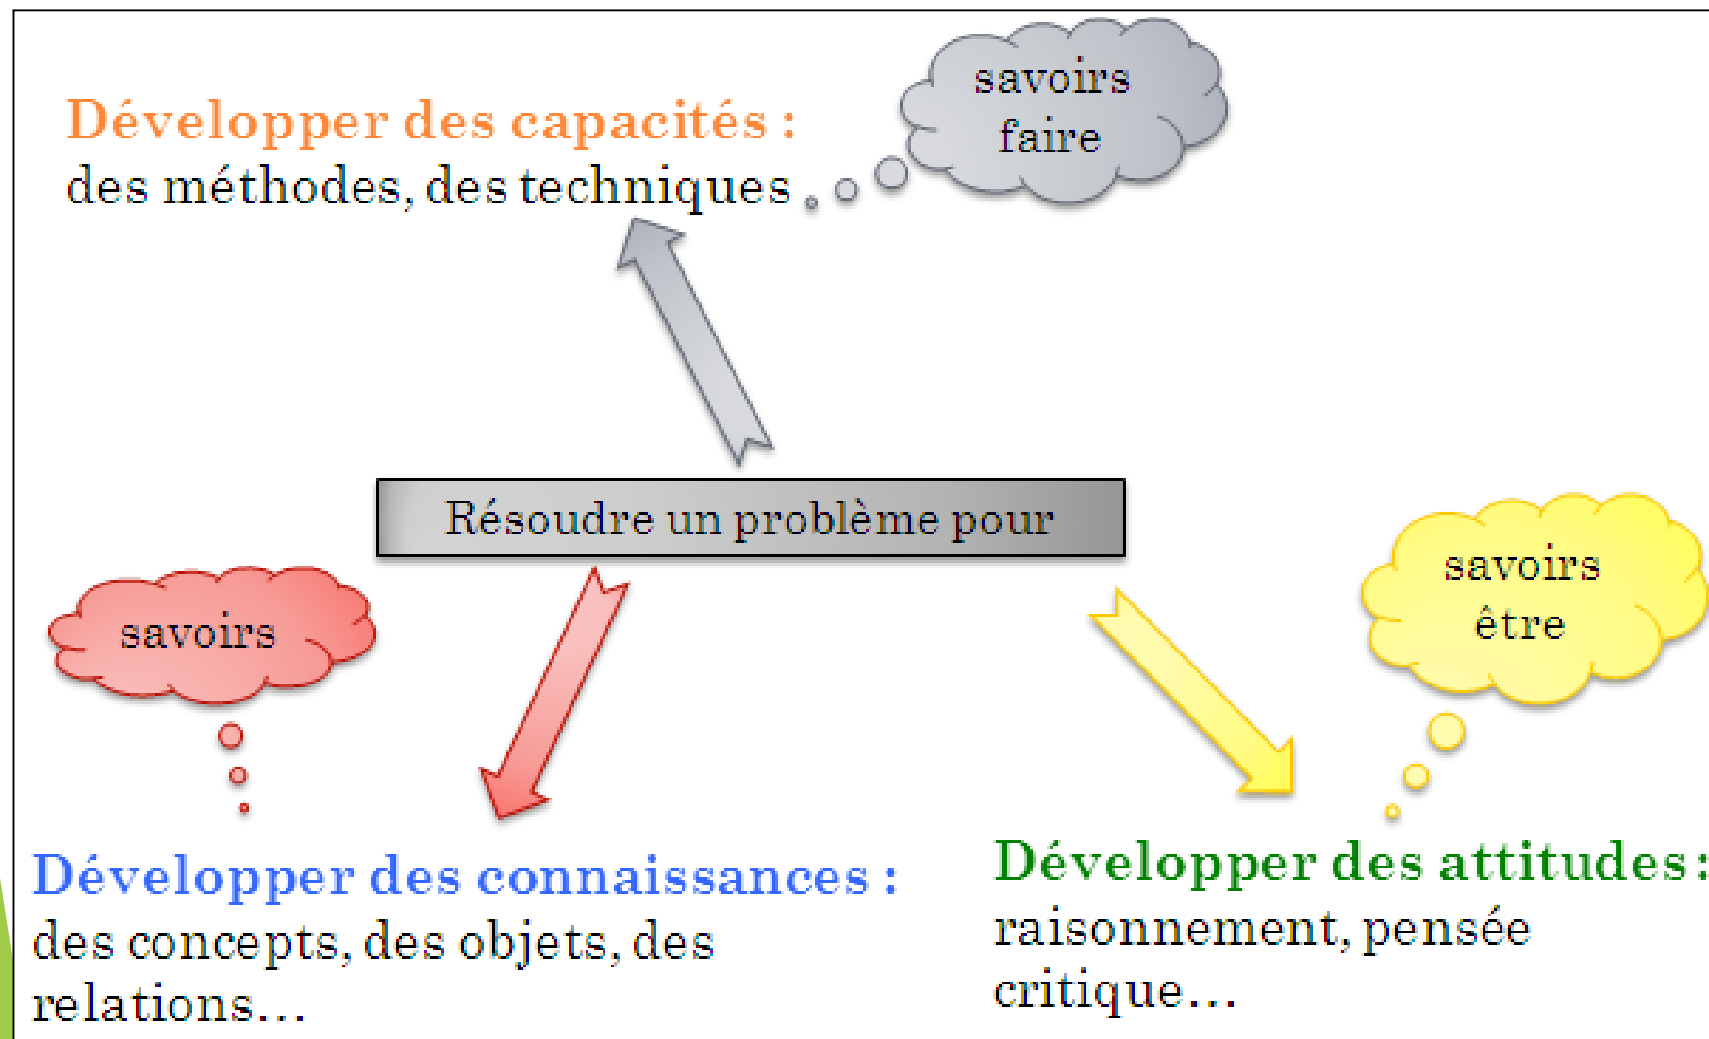 savoirs
faire
Développer des capacités :
des méthodes, des techniques
Résoudre un problème pour
savoirs
savoirs
être
Développer des connaissances :
des concepts, des objets, des
relations...
Développer des attitudes :
raisonnement, pensée
critique...